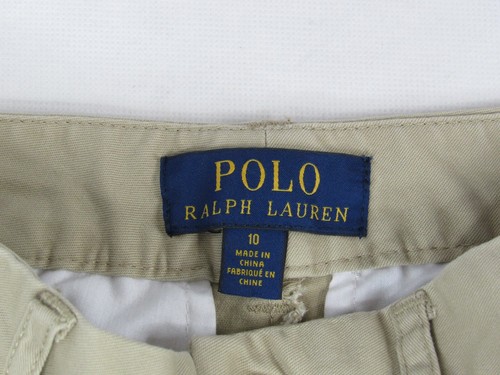 POLO
RALPH LAUREN
10
MADE IN
CHINA
FABRIQUÉ EN
CHINE